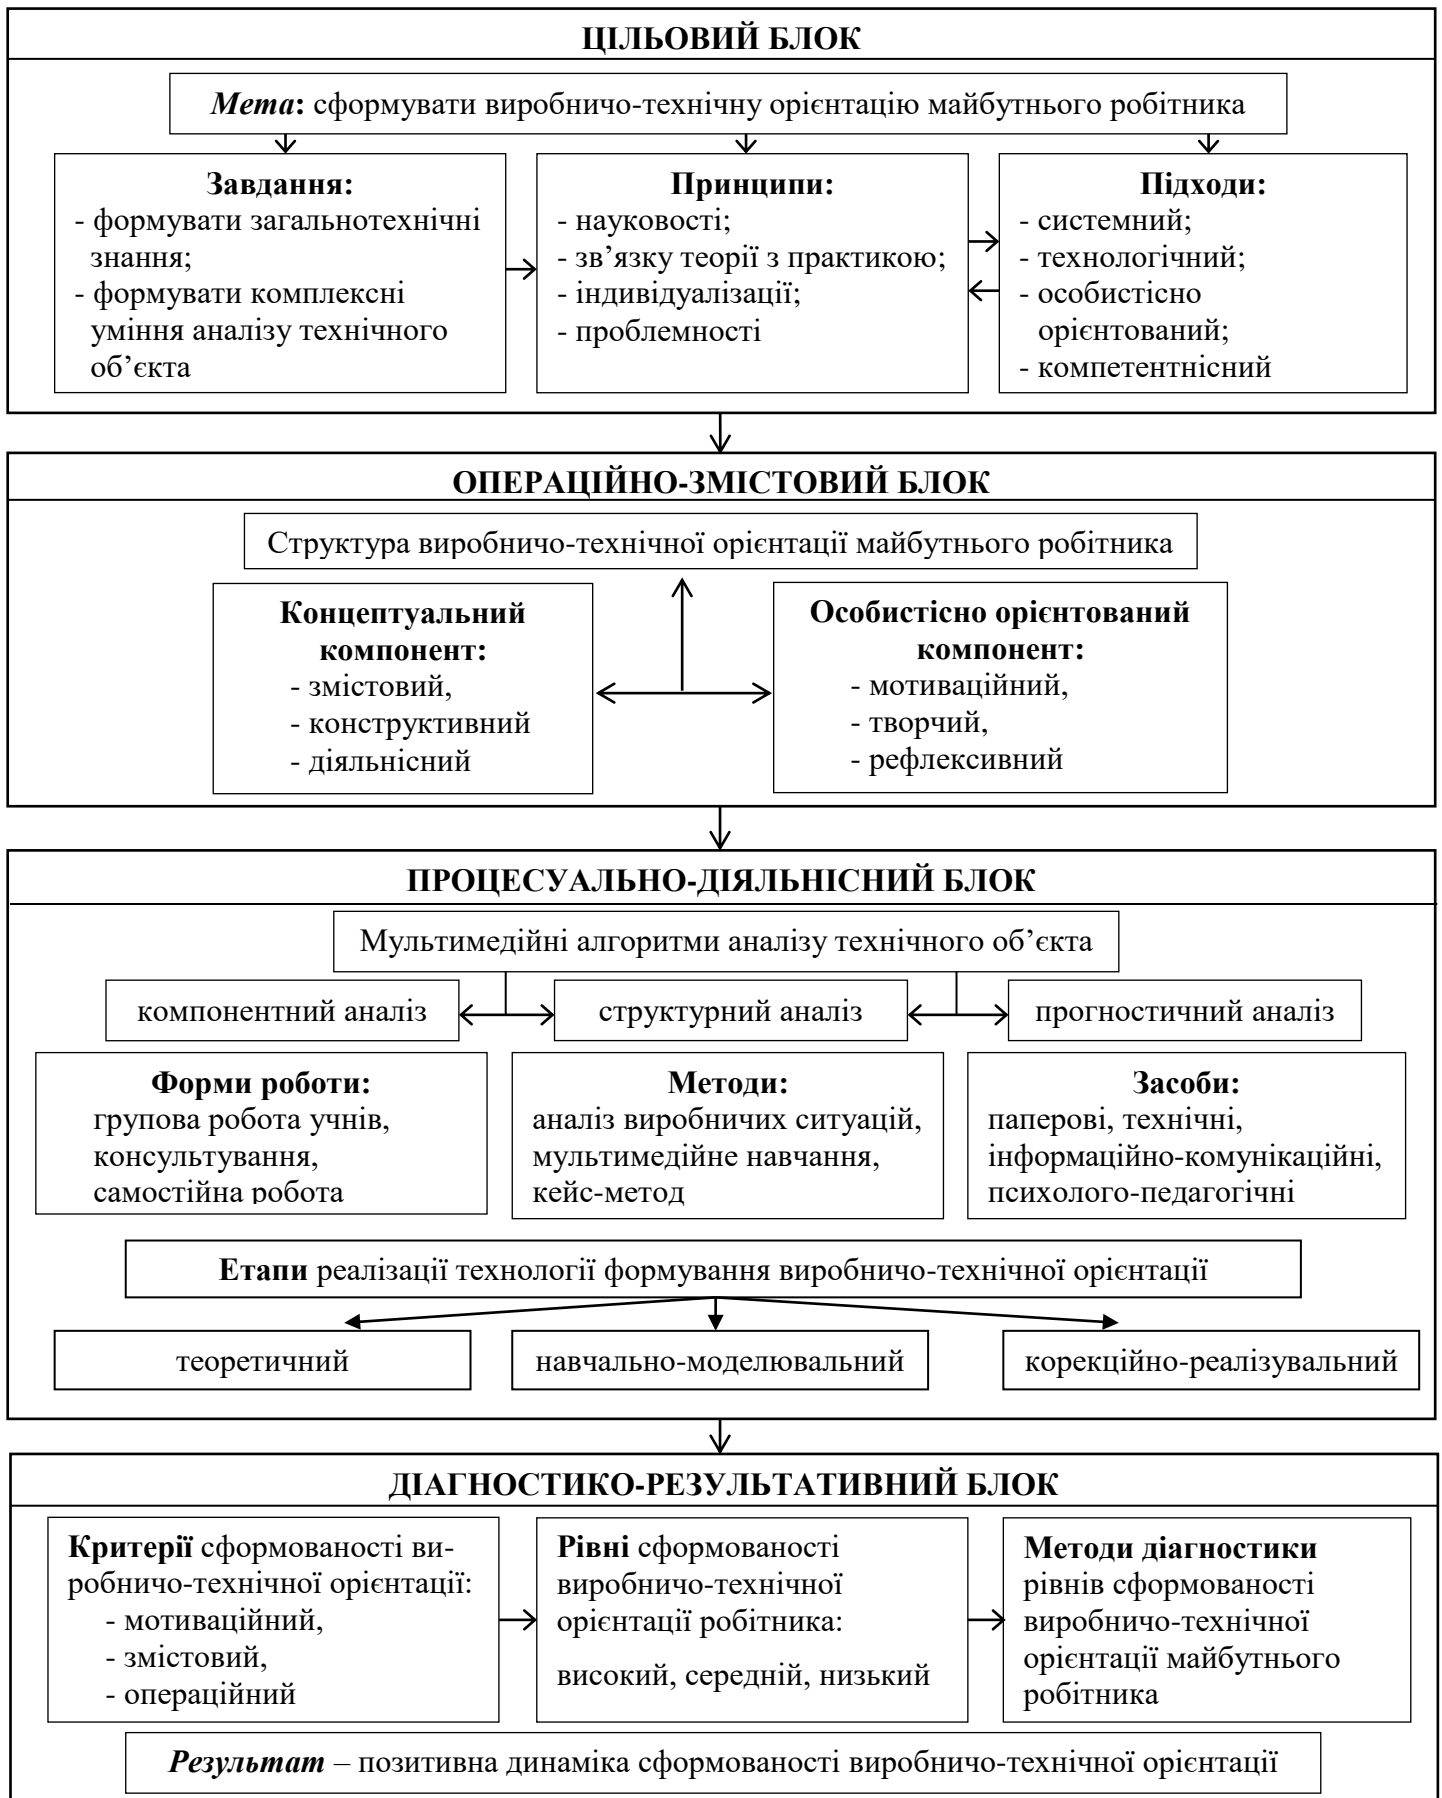 ЦІЛЬОВИЙ БЛОК
Мета: сформувати виробничо-технічну орієнтацію майбутнього робітника
Завдання:
- формувати загальнотехнічні
знання;
- формувати комплексні
уміння аналізу технічного
об’єкта
Принципи:
- науковості;
- зв’язку теорії з практикою;
- індивідуалізації;
- проблемності
Підходи:
- системний;
- технологічний;
- особистісно
орієнтований;
- компетентнісний
ОПЕРАЦІЙНО-ЗМІСТОВИЙ БЛОК
Структура виробничо-технічної орієнтації майбутнього робітника
Концептуальний
компонент:
- змістовий,
- конструктивний
- діяльнісний
Особистісно орієнтований
компонент:
- мотиваційний,
- творчий,
- рефлексивний
ПРОЦЕСУАЛЬНО-ДІЯЛЬНІСНИЙ БЛОК
Мультимедійні алгоритми аналізу технічного об’єкта
компонентний аналіз
структурний аналіз
прогностичний аналіз
Форми роботи:
групова робота учнів,
консультування,
самостійна робота
Методи:
аналіз виробничих ситуацій,
мультимедійне навчання,
кейс-метод
Засоби:
паперові, технічні,
інформаційно-комунікаційні,
психолого-педагогічні
Етапи реалізації технології формування виробничо-технічної орієнтації
теоретичний
навчально-моделювальний
корекційно-реалізувальний
ДІАГНОСТИКО-РЕЗУЛЬТАТИВНИЙ БЛОК
Критерії сформованості ви-
робничо-технічної орієнтації:
- мотиваційний,
- змістовий,
- операційний
Рівні сформованості
виробничо-технічної
орієнтації робітника:
високий, середній, низький
Методи діагностики
рівнів сформованості
виробничо-технічної
орієнтації майбутнього
робітника
Результат – позитивна динаміка сформованості виробничо-технічної орієнтації